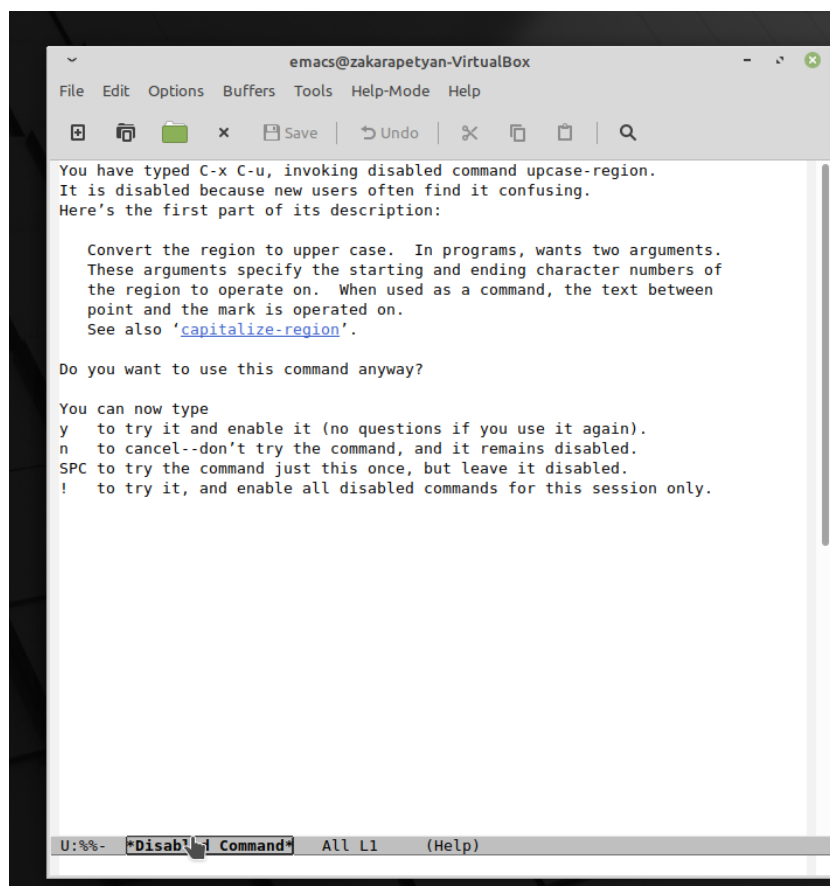 emacs@zakarapetyan-VirtualBox
File Edit Options Buffers Tools Help-Mode Help
Save Undo
You have typed C-x C-u, invoking disabled command upcase-region.
It is disabled because new users often find it confusing.
Here’s the first part of its description:
Convert the region to upper case.  In programs, wants two arguments.
These arguments specify the starting and ending character numbers of
the region to operate on.  When used as a command, the text between
point and the mark is operated on.
See also ‘capitalize-region’.
Do you want to use this command anyway?
You can now type
y   to try it and enable it (no questions if you use it again).
n   to cancel--don’t try the command, and it remains disabled.
SPC to try the command just this once, but leave it disabled.
!   to try it, and enable all disabled commands for this session only.
U:%%-  *Disabled Command*   All L1     (Help)